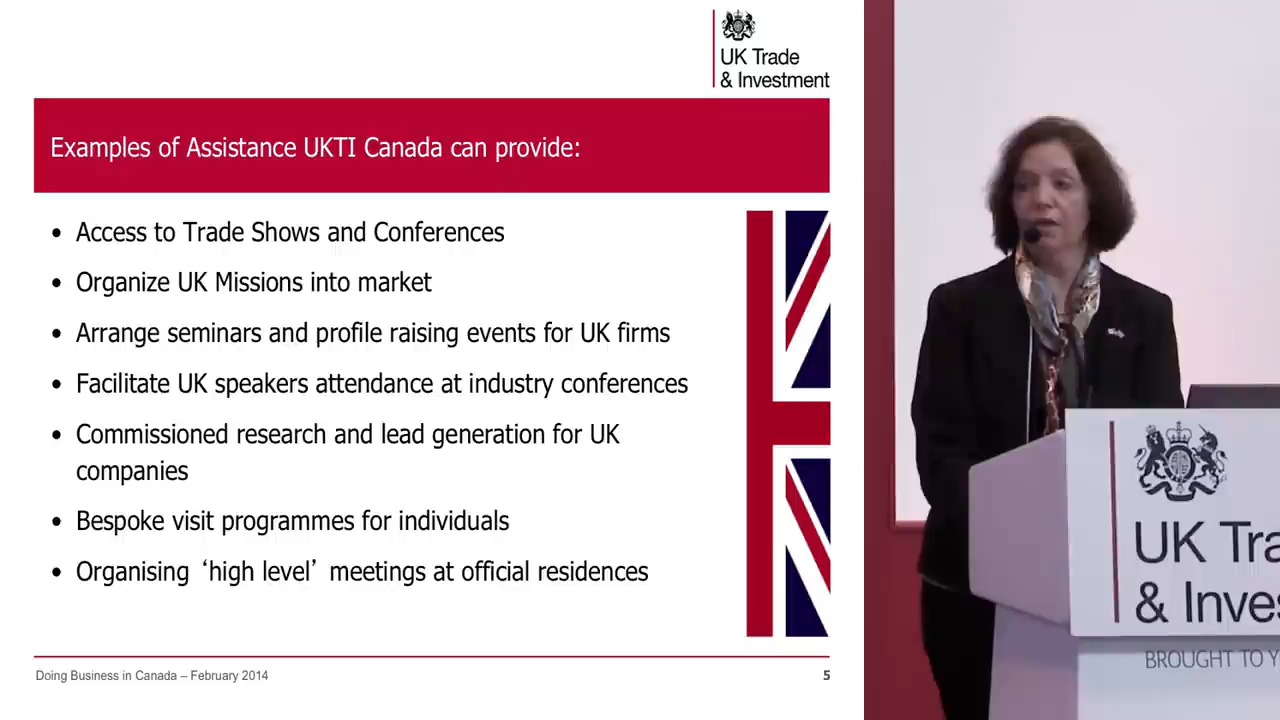 UK Trade
& Investment
Examples of Assistance UKTI Canada can provide:
• Access to Trade Shows and Conferences
• Organize UK Missions into market
• Arrange seminars and profile raising events for UK firms
• Facilitate UK speakers attendance at industry conferences
• Commissioned research and lead generation for UK
companies
• Bespoke visit programmes for individuals
• Organising ‘high level’ meetings at official residences
Doing Business in Canada – February 2014
5
UK Tra
& Inves
BROUGHT TO Y